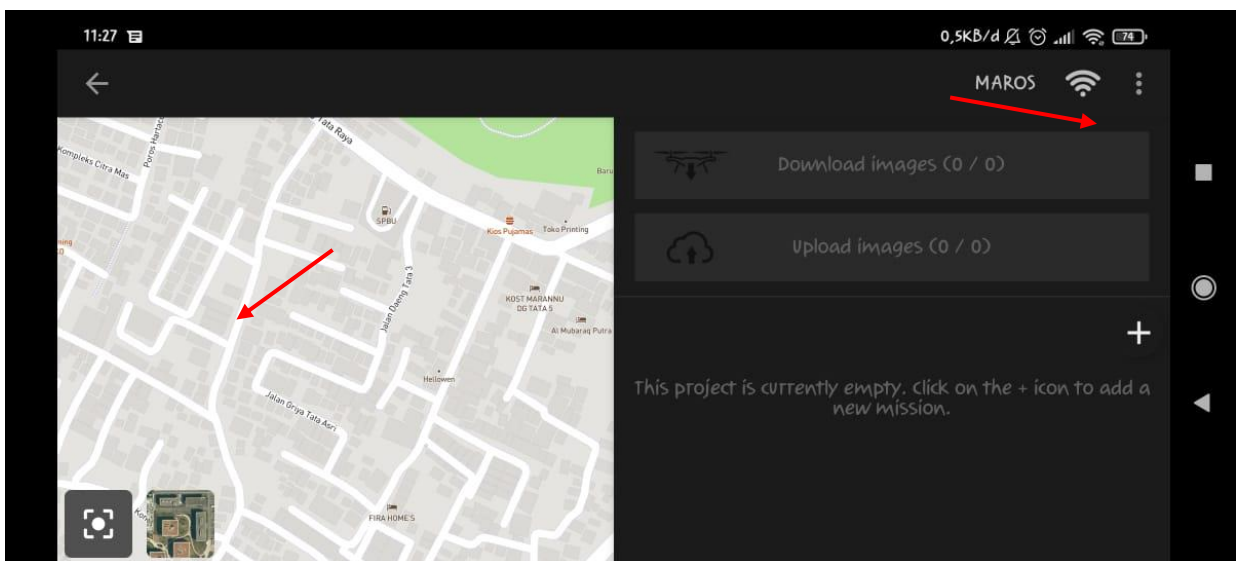 11:27
0,5KB/d
74
MAROS
Download images (0 / 0)
Upload images (0 / 0)
This project is currently empty. Click on the + icon to add a
new mission.
Tata Raya
Poros Hartaco
Kompleks Citra Mas
Baru
SPBU
Kios Pujamas
Toko Printing
Jalan Daeng Tata 3
KOST MARANNU
DG TATA 5
Al Mubaraq Putra
Hellowen
Jalan Griya Tata Asri
FIRA HOME'S